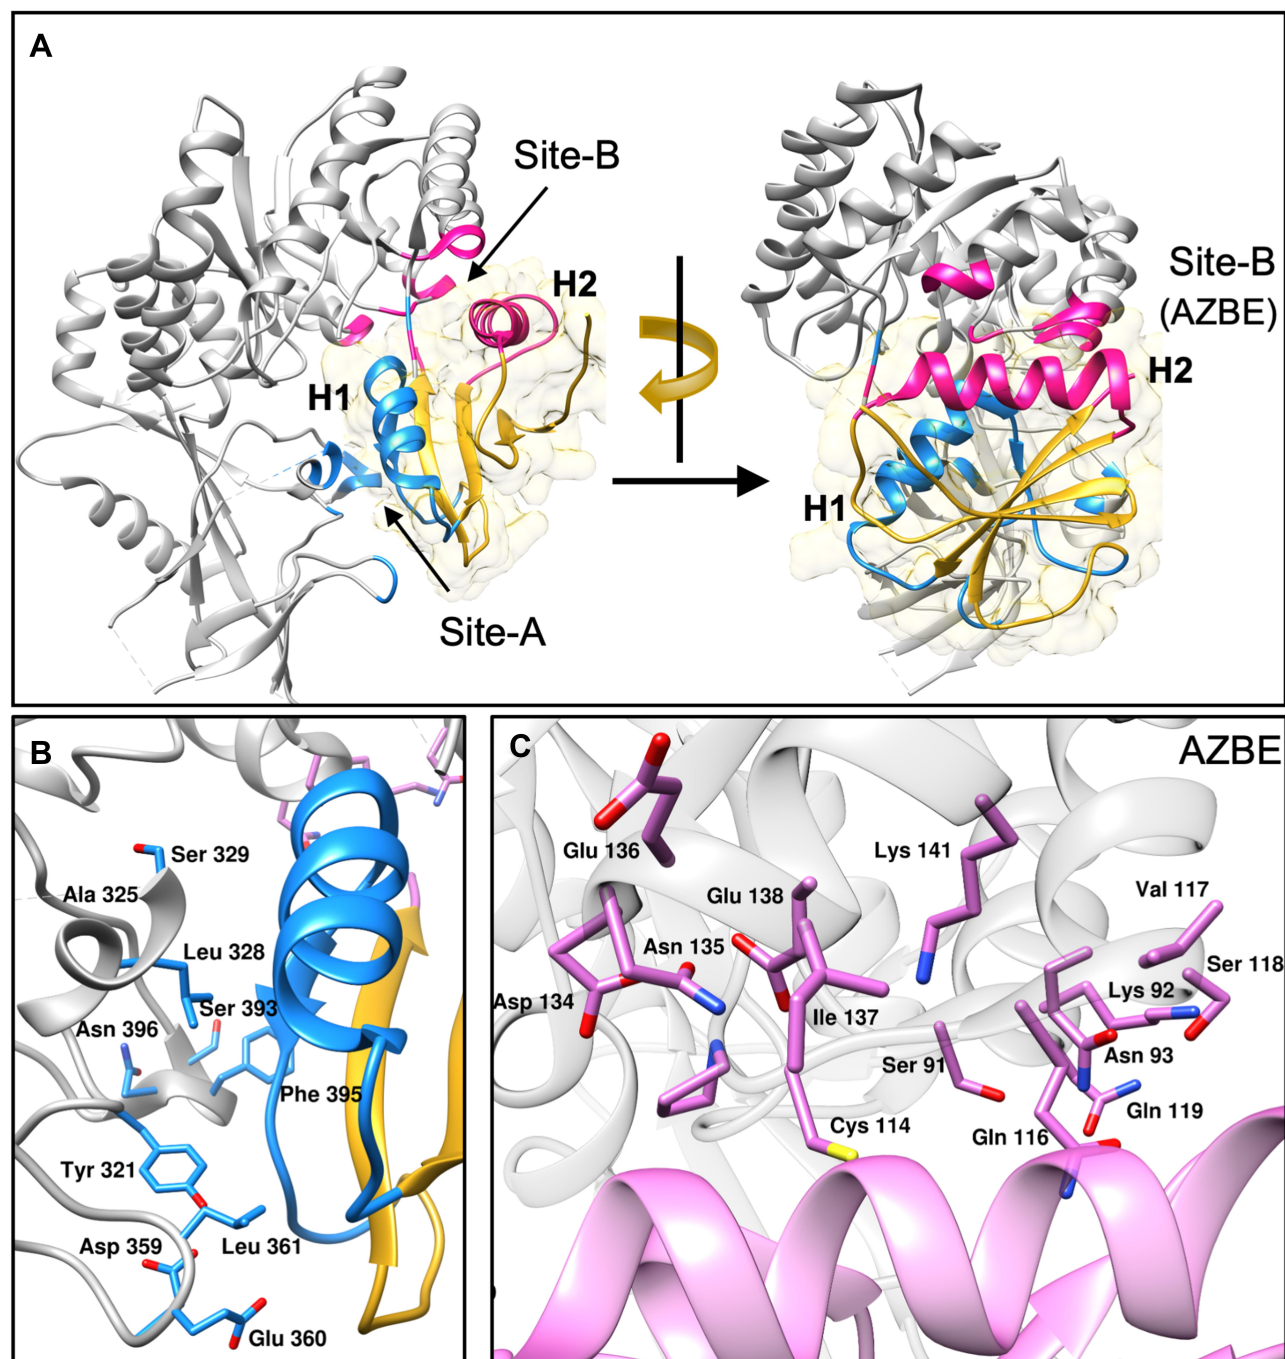 A
Site-B
H2
H1
Site-A
Site-B
(AZBE)
H2
H1
B
Ser 329
Ala 325
Leu 328
Ser 393
Asn 396
Phe 395
Tyr 321
Asp 359
Leu 361
Glu 360
C
AZBE
Glu 136
Lys 141
Glu 138
Val 117
Asn 135
Ser 118
Asp 134
Lys 92
Ile 137
Asn 93
Ser 91
Gln 119
Cys 114
Gln 116